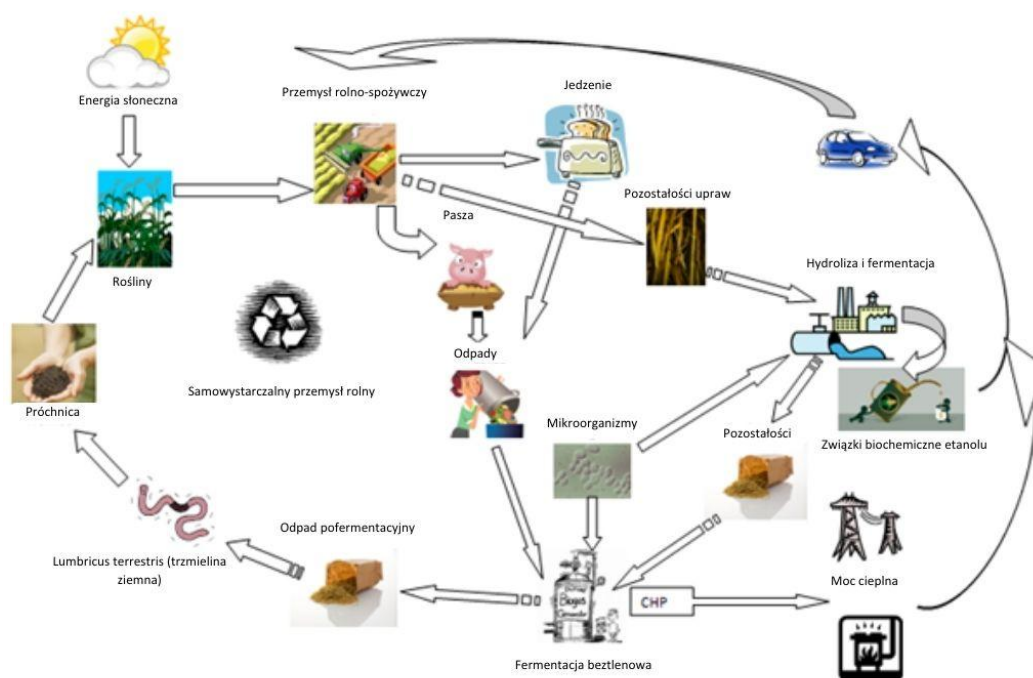 Energia słoneczna
Przemysł rolno-spożywczy
Jedzenie
Pozostałości upraw
Pasza
Rośliny
Hydroliza i fermentacja
Odpady
Samowystarczalny przemysł rolny
Próchnica
Mikroorganizmy
Pozostałości
Związki biochemiczne etanolu
Odpad pofermentacyjny
Lumbricus terrestris (trzmielina
ziemna)
Moc cieplna
Biogas
CHP
Fermentacja beztlenowa